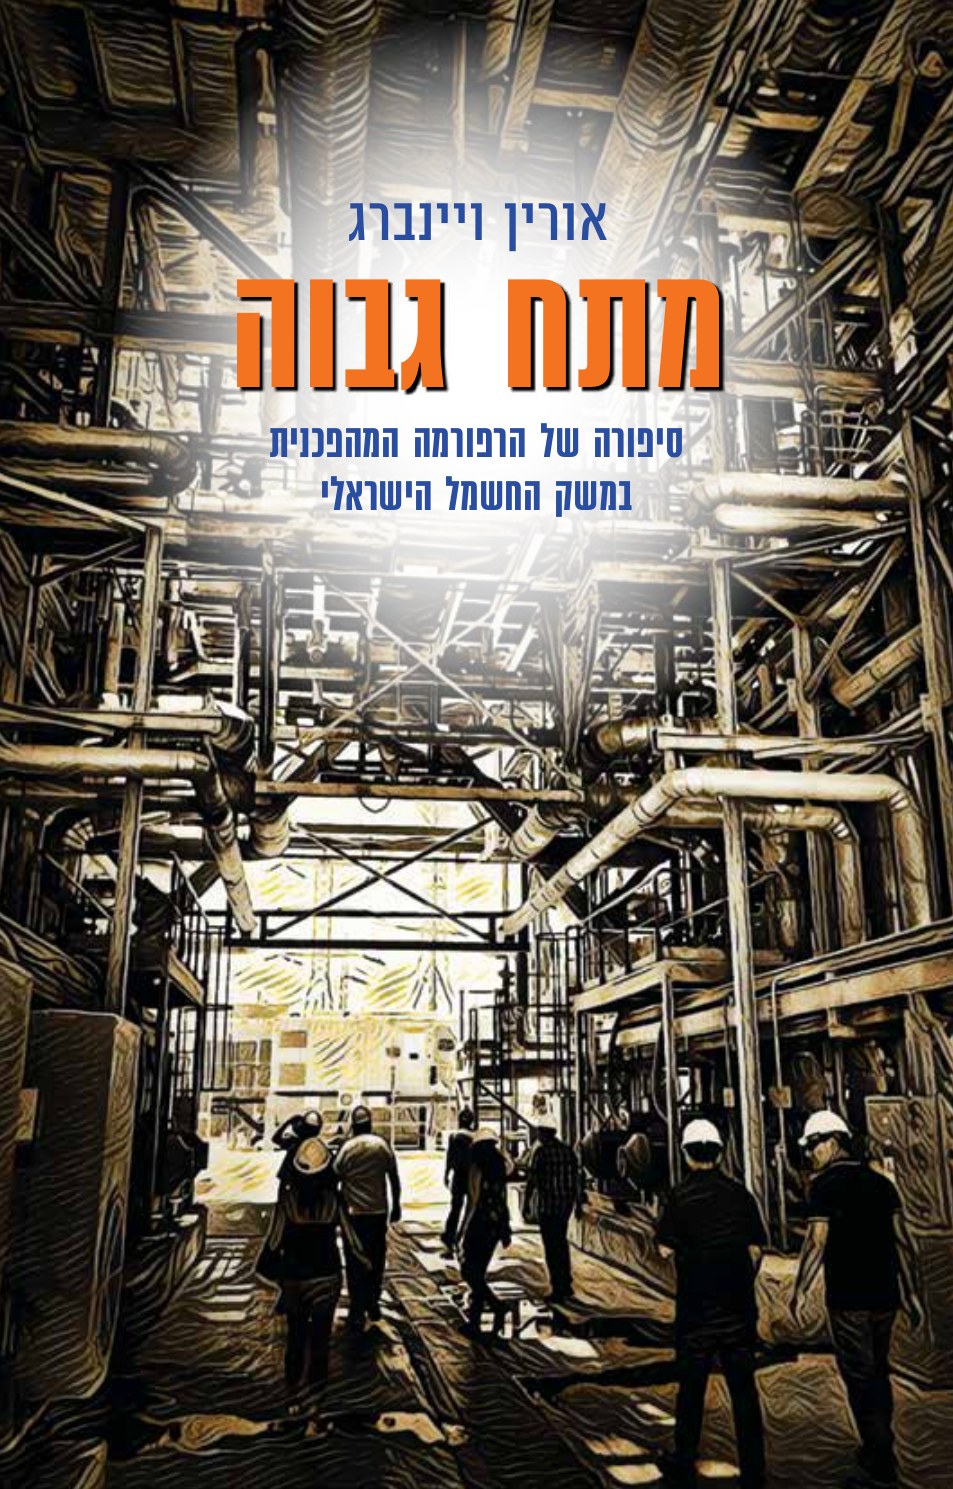 אורין ויינברג
מתח גבוה
סיפורה של הרפורמה המהפכנית
במשק החשמל הישראלי